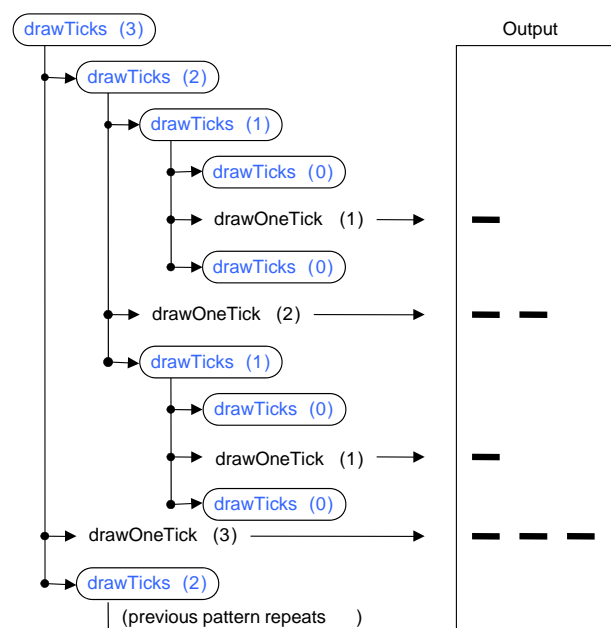 drawTicks (3)
Output
drawTicks (2)
drawTicks (1)
drawTicks (0)
drawOneTick (1)
drawTicks (0)
drawOneTick (2)
drawTicks (1)
drawTicks (0)
drawOneTick (1)
drawTicks (0)
drawOneTick (3)
drawTicks (2)
(previous pattern repeats )